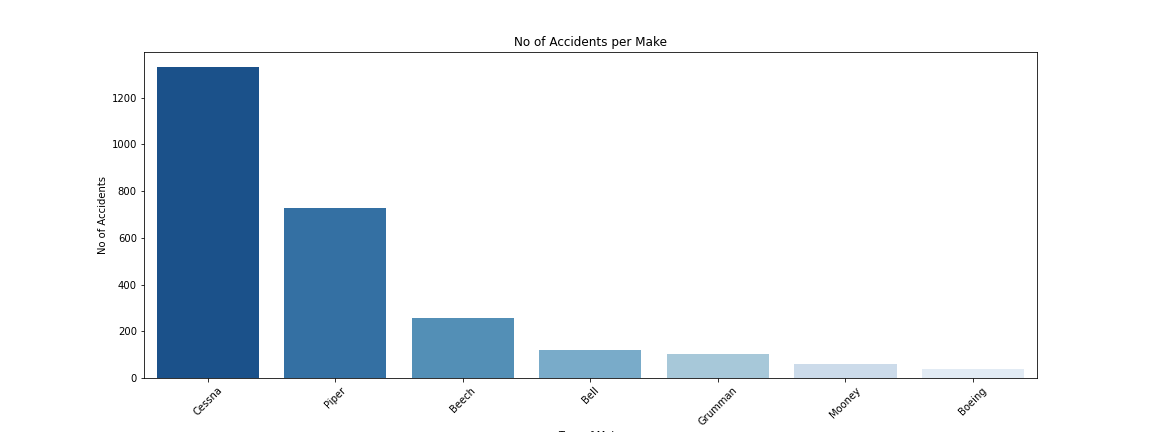 No of Accidents per Make
No of Accidents
1200
1000
800
600
400
200
0
Cessna
Piper
Beech
Bell
Grumman
Mooney
Boeing